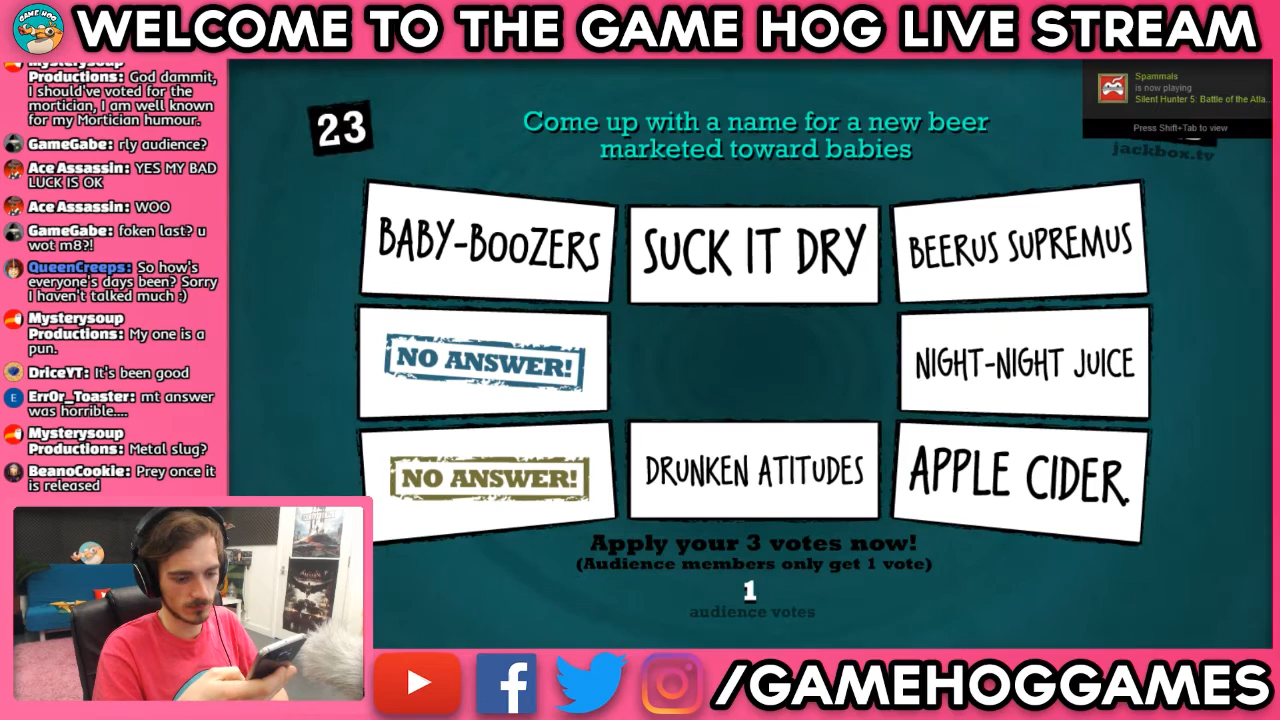 WELCOME TO THE GAME HOG LIVE STREAM
Mysterysoup
Productions: God dammit,
I should've voted for the
mortician, I am well known
for my Mortician humour.
GameGabe: rly audience?
Ace Assassin: YES MY BAD
LUCK IS OK
Ace Assassin: WOO
GameGabe: foken last? u
wot m8?!
QueenCreeps: So how's
everyone's days been? Sorry
I haven't talked much :)
Mysterysoup
Productions: My one is a
pun.
DriceYT: It's been good
Err0r_Toaster: mt answer
was horrible....
Mysterysoup
Productions: Metal slug?
BeanoCookie: Prey once it
is released
23
Come up with a name for a new beer
marketed toward babies
Spammals
is now playing
Silent Hunter 5: Battle of the Atla...
Press Shift+Tab to view
jackbox.tv
BABY-BOOZERS
SUCK IT DRY
BEERUS SUPREMUS
NO ANSWER!
NIGHT-NIGHT JUICE
NO ANSWER!
DRUNKEN ATITUDES
APPLE CIDER.
Apply your 3 votes now!
(Audience members only get 1 vote)
1
audience votes
/GAMEHOGGAMES